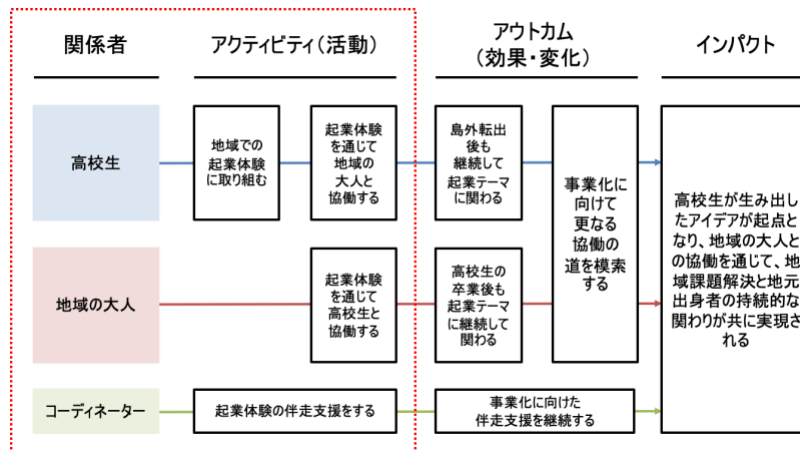 関係者
アクティビティ(活動)
アウトカム
(効果・変化)
インパクト
高校生
地域での
起業体験
に取り組む
起業体験
を通じて
地域の
大人と
協働する
島外転出
後も
継続して
起業テーマ
に関わる
事業化に
向けて
更なる
協働の
道を模索
する
高校生が生み出し
たアイデアが起点と
なり、地域の大人と
の協働を通じて、地
域課題解決と地元
出身者の持続的な
関わりが共に実現さ
れる
地域の大人
起業体験
を通じて
高校生と
協働する
高校生の
卒業後も
起業テーマ
に継続して
関わる
コーディネーター
起業体験の伴走支援をする
事業化に向けた
伴走支援を継続する